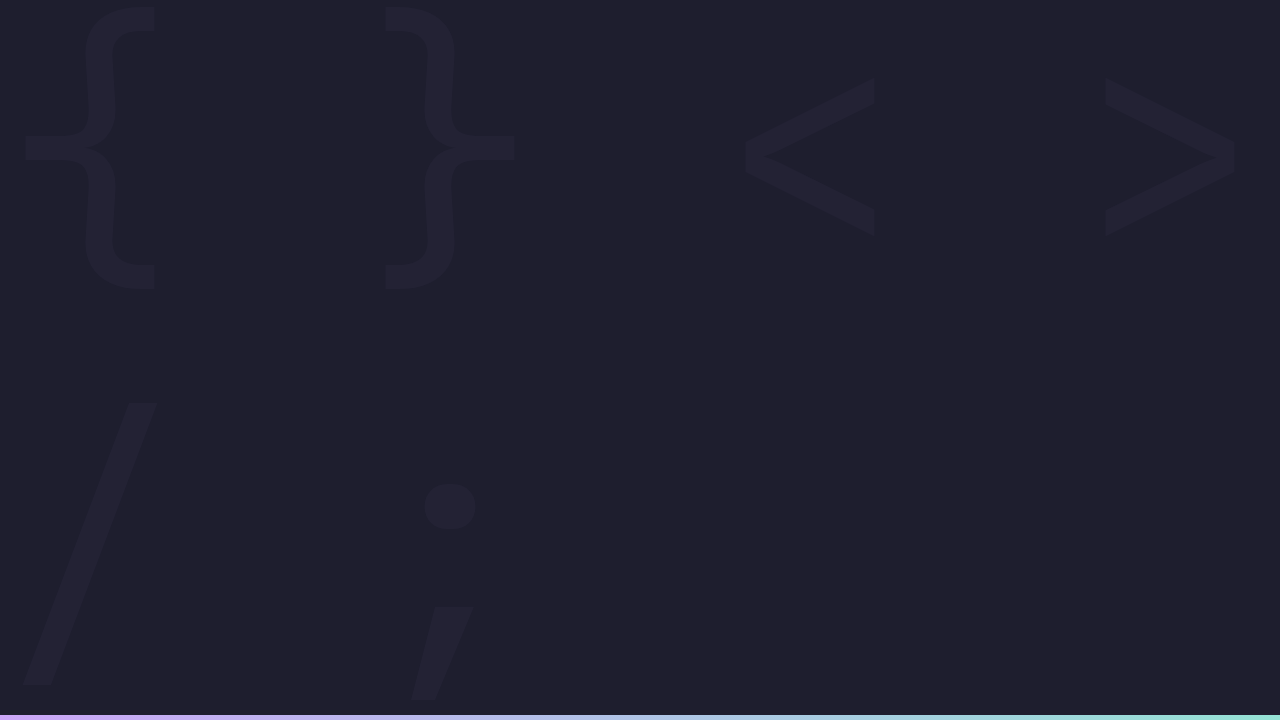 { } < >
/ ;